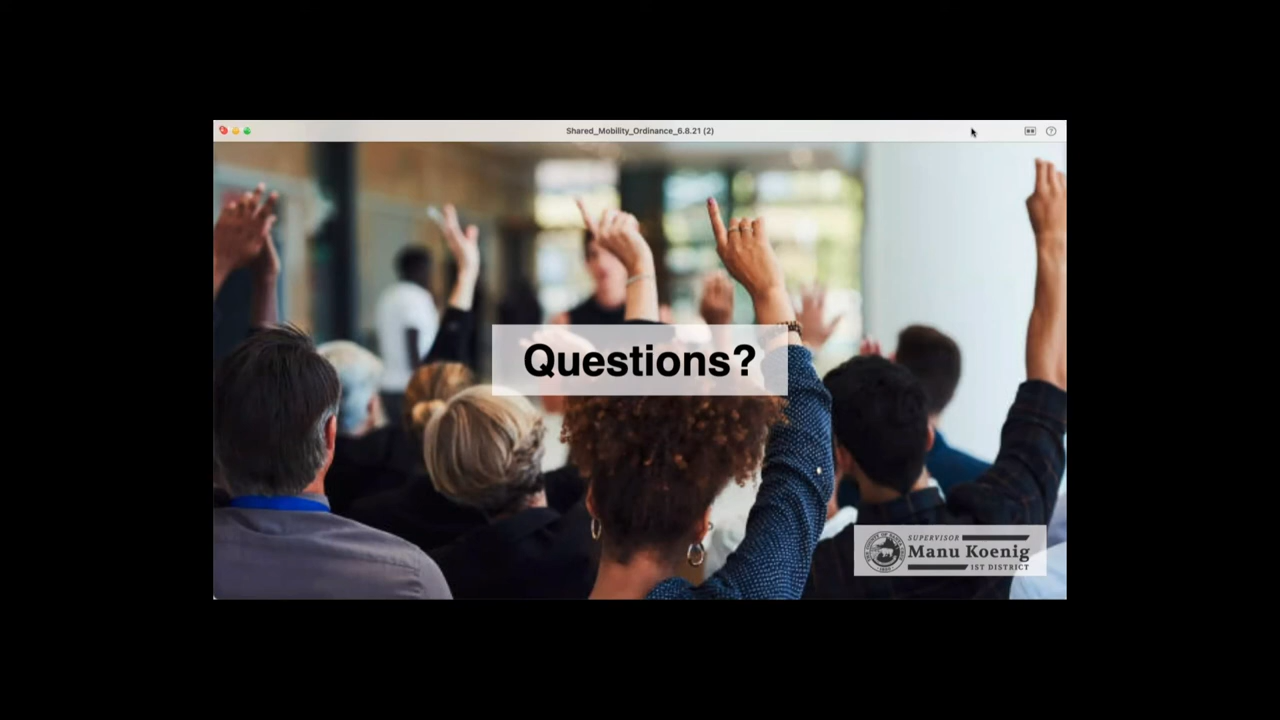 Shared_Mobility_Ordinance_6.8.21 (2)
Questions?
SUPERVISOR
Manu Koenig
1ST DISTRICT